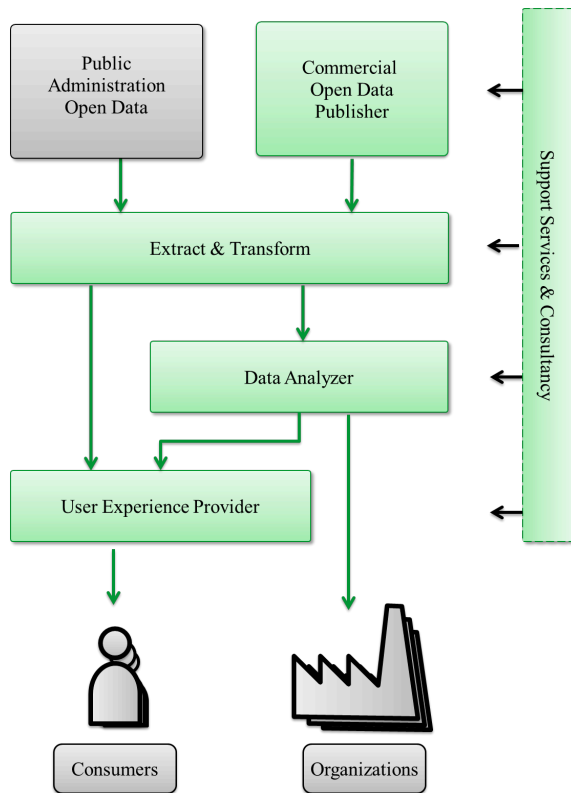 Public
Administration
Open Data
Commercial
Open Data
Publisher
Support Services & Consultancy
Extract & Transform
Data Analyzer
User Experience Provider
Consumers
Organizations